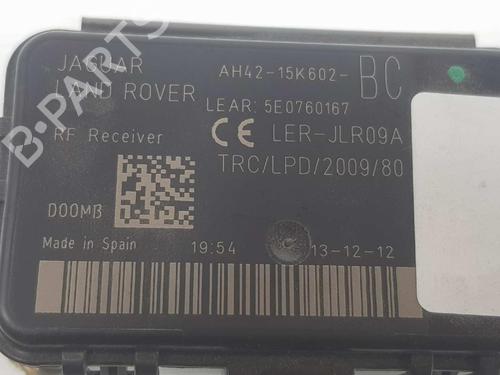 B-PARTS
JAGUAR
LAND ROVER
AH42-15K602-BC
LEAR: 5E0760167
RF Receiver
CE LER-JLR09A
TRC/LPD/2009/80
D00MB
Made in Spain 19:54 13-12-12